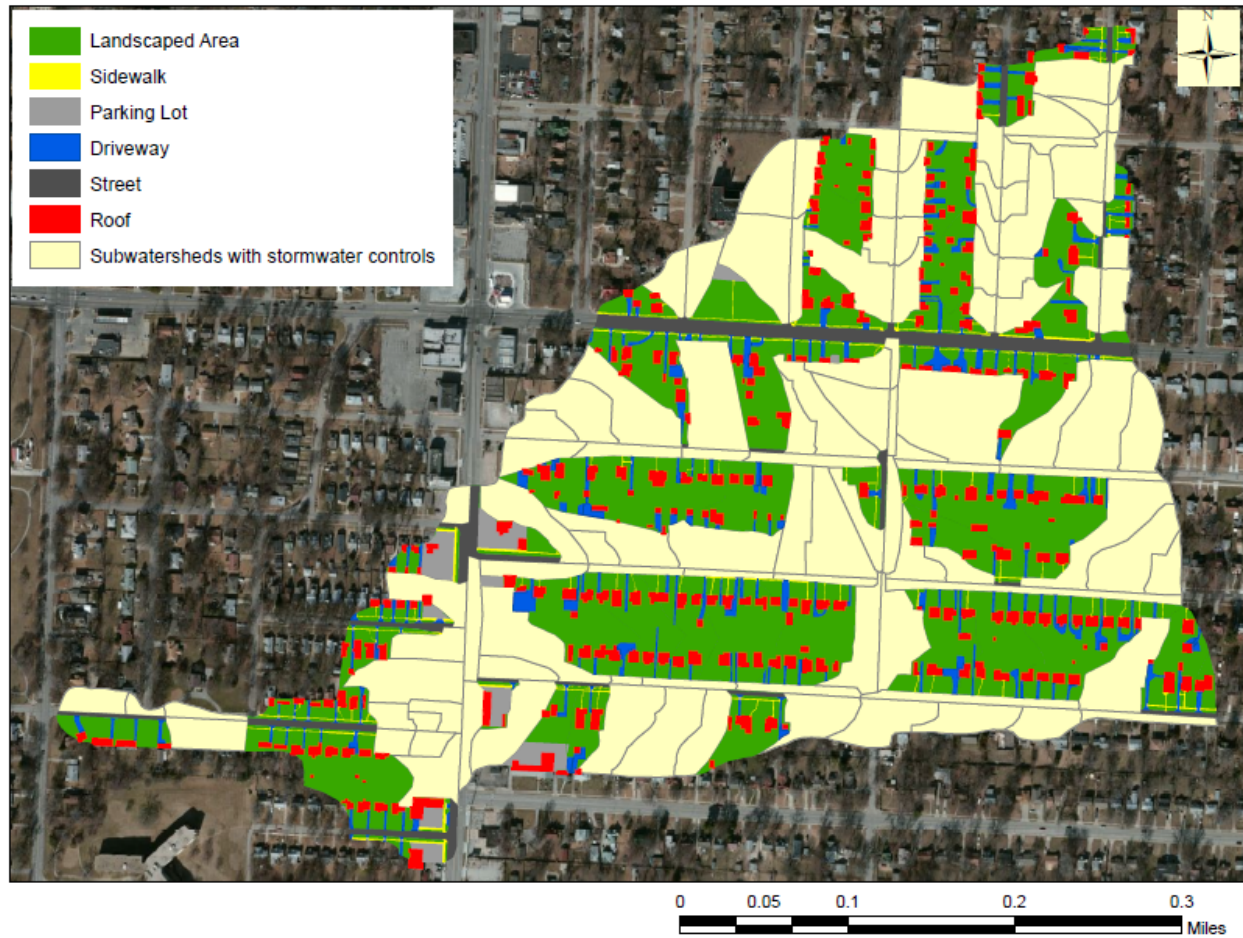 N
Landscaped Area
Sidewalk
Parking Lot
Driveway
Street
Roof
Subwatersheds with stormwater controls
0 0.05 0.1 0.2 0.3
Miles